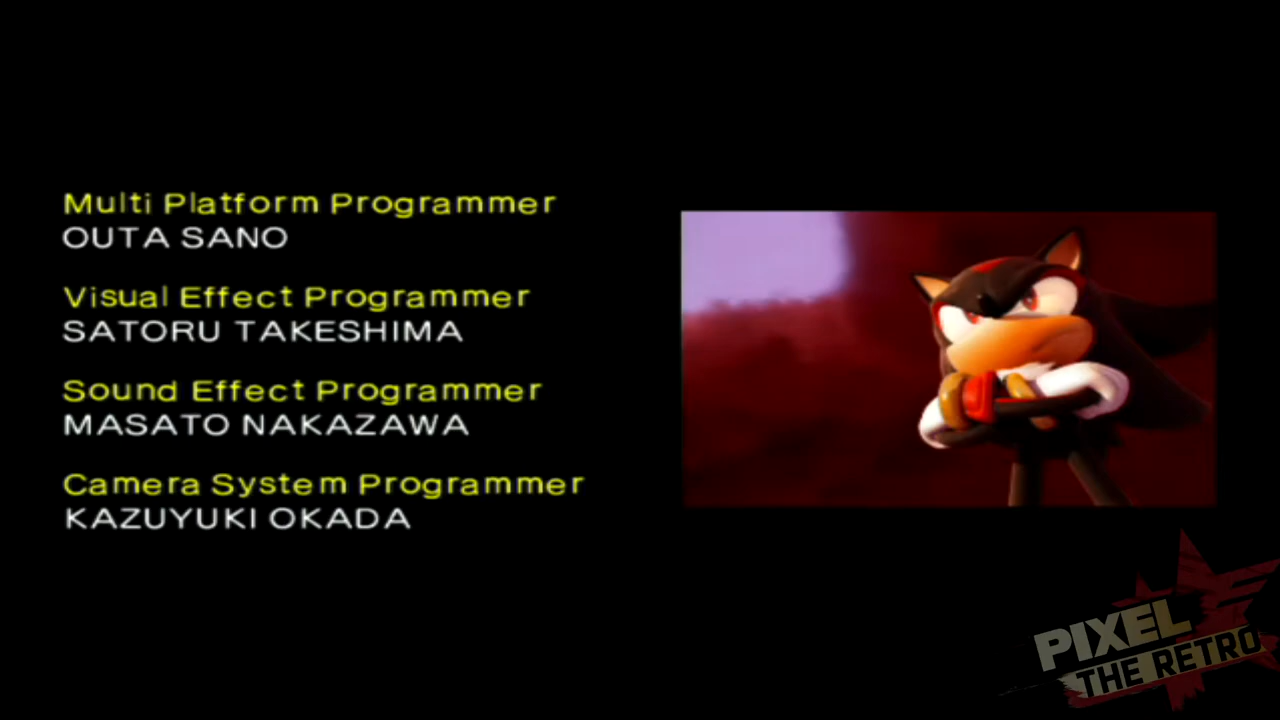 Multi Platform Programmer
OUTA SANO
Visual Effect Programmer
SATORU TAKESHIMA
Sound Effect Programmer
MASATO NAKAZAWA
Camera System Programmer
KAZUYUKI OKADA
PIXEL
THE RETRO